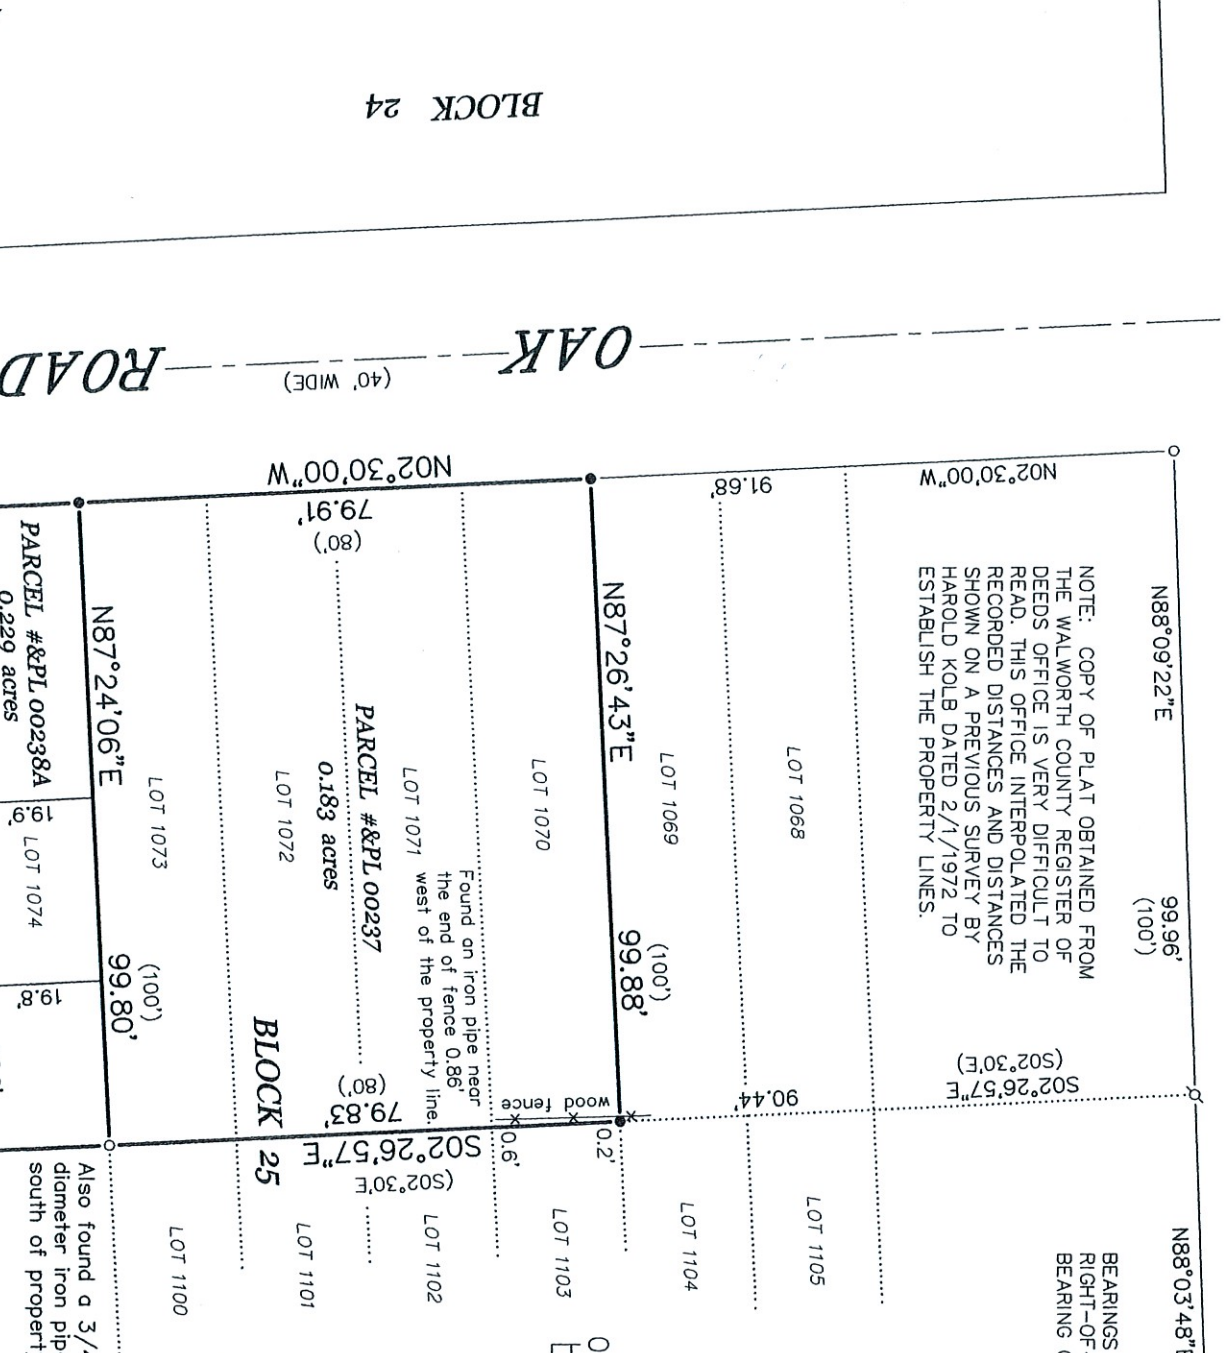 BLOCK 24
OAK ROAD
(40' WIDE)
N02°30'00"W
79.91'
(80')
91.68'
N02°30'00"W
N88°09'22"E
99.96'
(100')
NOTE: COPY OF PLAT OBTAINED FROM
THE WALWORTH COUNTY REGISTER OF
DEEDS OFFICE IS VERY DIFFICULT TO
READ. THIS OFFICE INTERPOLATED THE
RECORDED DISTANCES AND DISTANCES
SHOWN ON A PREVIOUS SURVEY BY
HAROLD KOLB DATED 2/1/1972 TO
ESTABLISH THE PROPERTY LINES.
LOT 1068
LOT 1069
N87°26'43"E
(100')
99.88'
LOT 1070
Found an iron pipe near
the end of fence 0.86'
west of the property line.
LOT 1071
PARCEL #&PL 00237
0.183 acres
LOT 1072
LOT 1073
N87°24'06"E
(100')
99.80'
PARCEL #&PL 00238A
0.229 acres
19.9'
LOT 1074
19.8'
BLOCK 25
(80')
79.83'
S02°26'57"E
(S02°30'E)
wood fence
0.6'
0.2'
90.44'
(S02°30'E)
S02°26'57"E
LOT 1105
LOT 1104
LOT 1103
LOT 1102
LOT 1101
LOT 1100
Also found a 3/
diameter iron pip
south of propert
N88°03'48"
BEARINGS
RIGHT-OF-
BEARING